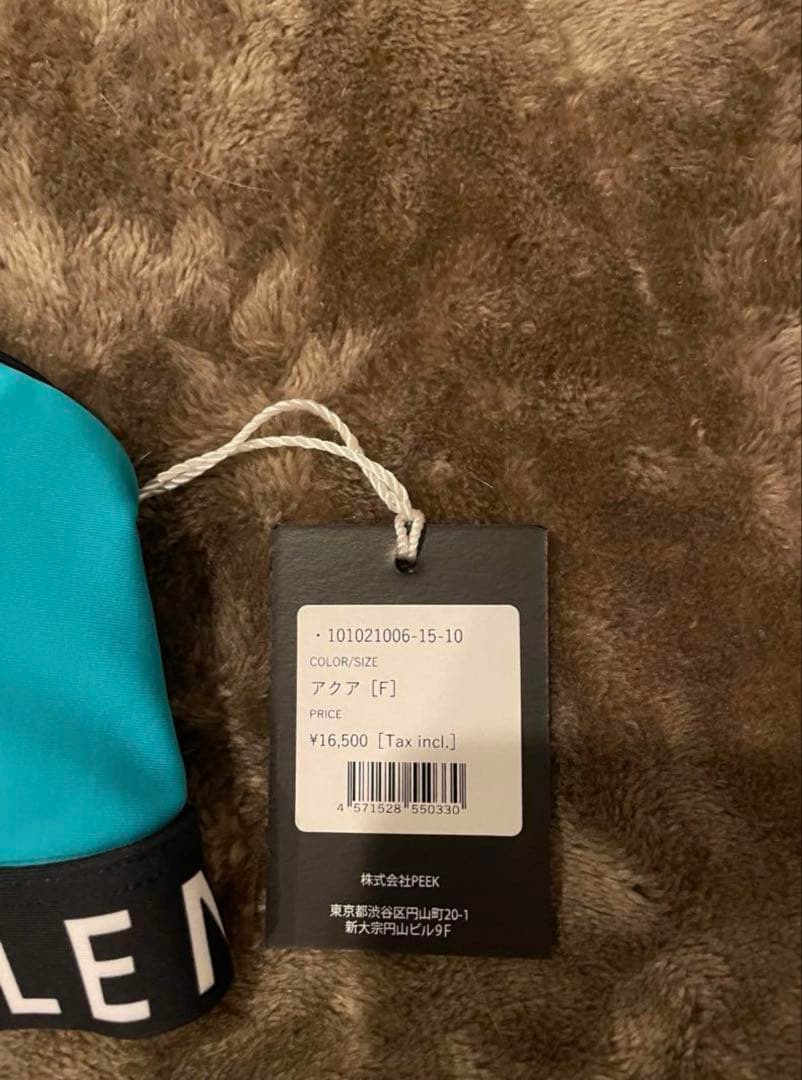 ・101021006-15-10
COLOR/SIZE
アクア［F］
PRICE
¥16,500［Tax incl.］
4 571528 550330
株式会社PEEK
東京都渋谷区円山町20-1
新大宗円山ビル9F
LEN